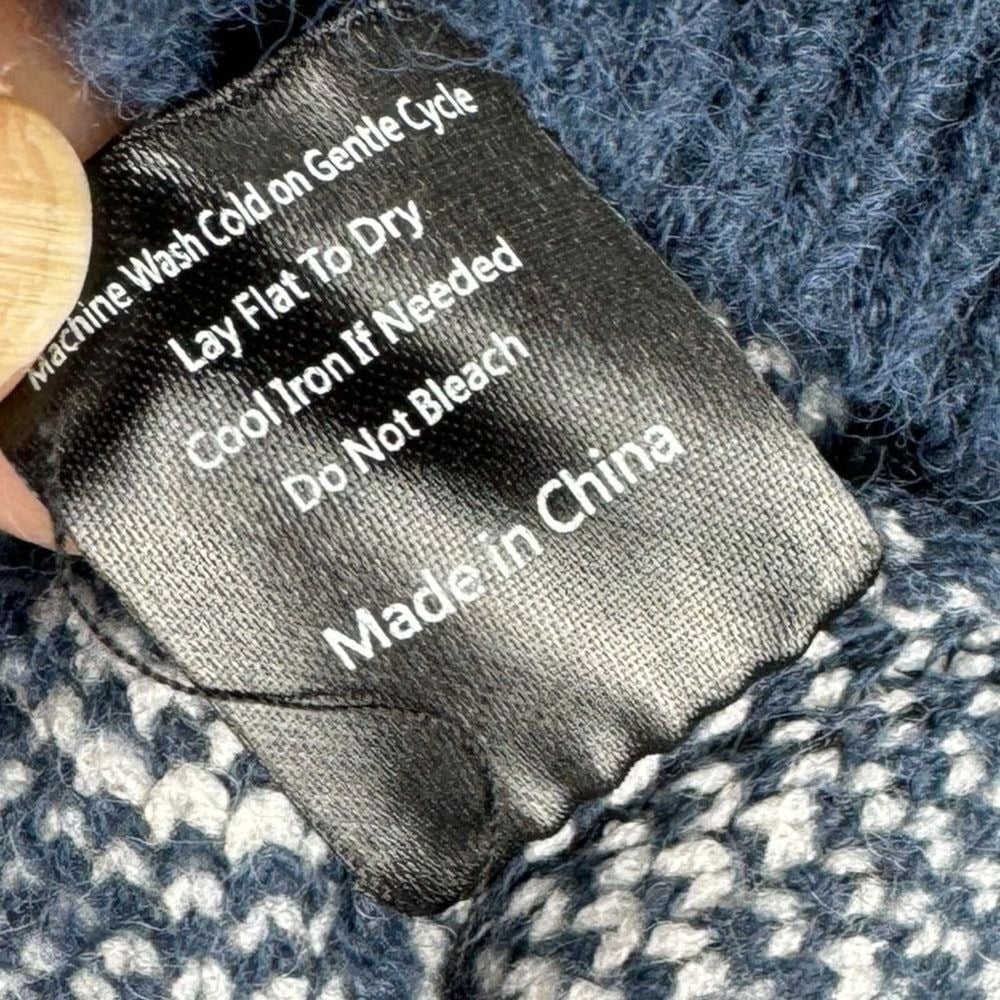 Machine Wash Cold on Gentle Cycle
Lay Flat To Dry
Cool Iron If Needed
Do Not Bleach
Made in China